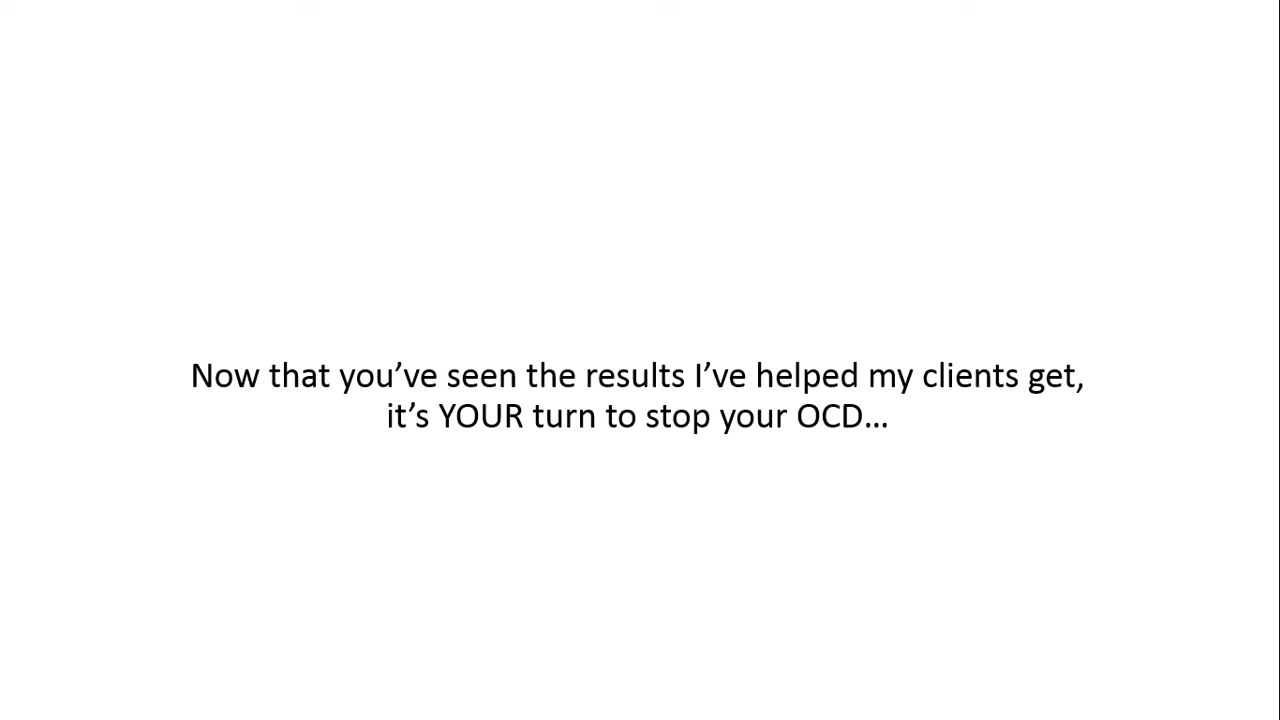 Now that you’ve seen the results I’ve helped my clients get,
it’s YOUR turn to stop your OCD…